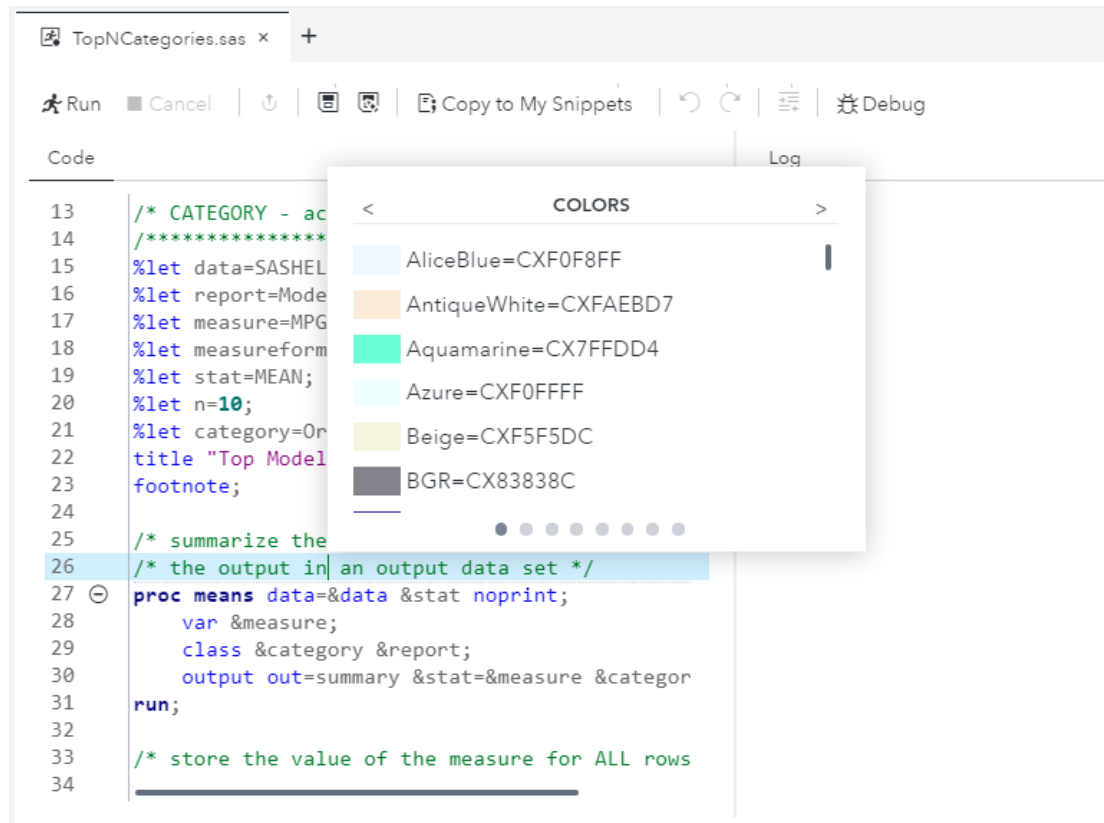 TopNCategories.sas × +
Run Cancel Copy to My Snippets Debug
Code Log
13 /* CATEGORY - ac
14 /***************
15 %let data=SASHEL
16 %let report=Mode
17 %let measure=MPG
18 %let measureform
19 %let stat=MEAN;
20 %let n=10;
21 %let category=Or
22 title "Top Model
23 footnote;
24
25 /* summarize the
26 /* the output in an output data set */
27 proc means data=&data &stat noprint;
28 var &measure;
29 class &category &report;
30 output out=summary &stat=&measure &categor
31 run;
32
33 /* store the value of the measure for ALL rows
34
< COLORS >
AliceBlue=CXF0F8FF
AntiqueWhite=CXFAEBD7
Aquamarine=CX7FFDD4
Azure=CXF0FFFF
Beige=CXF5F5DC
BGR=CX83838C